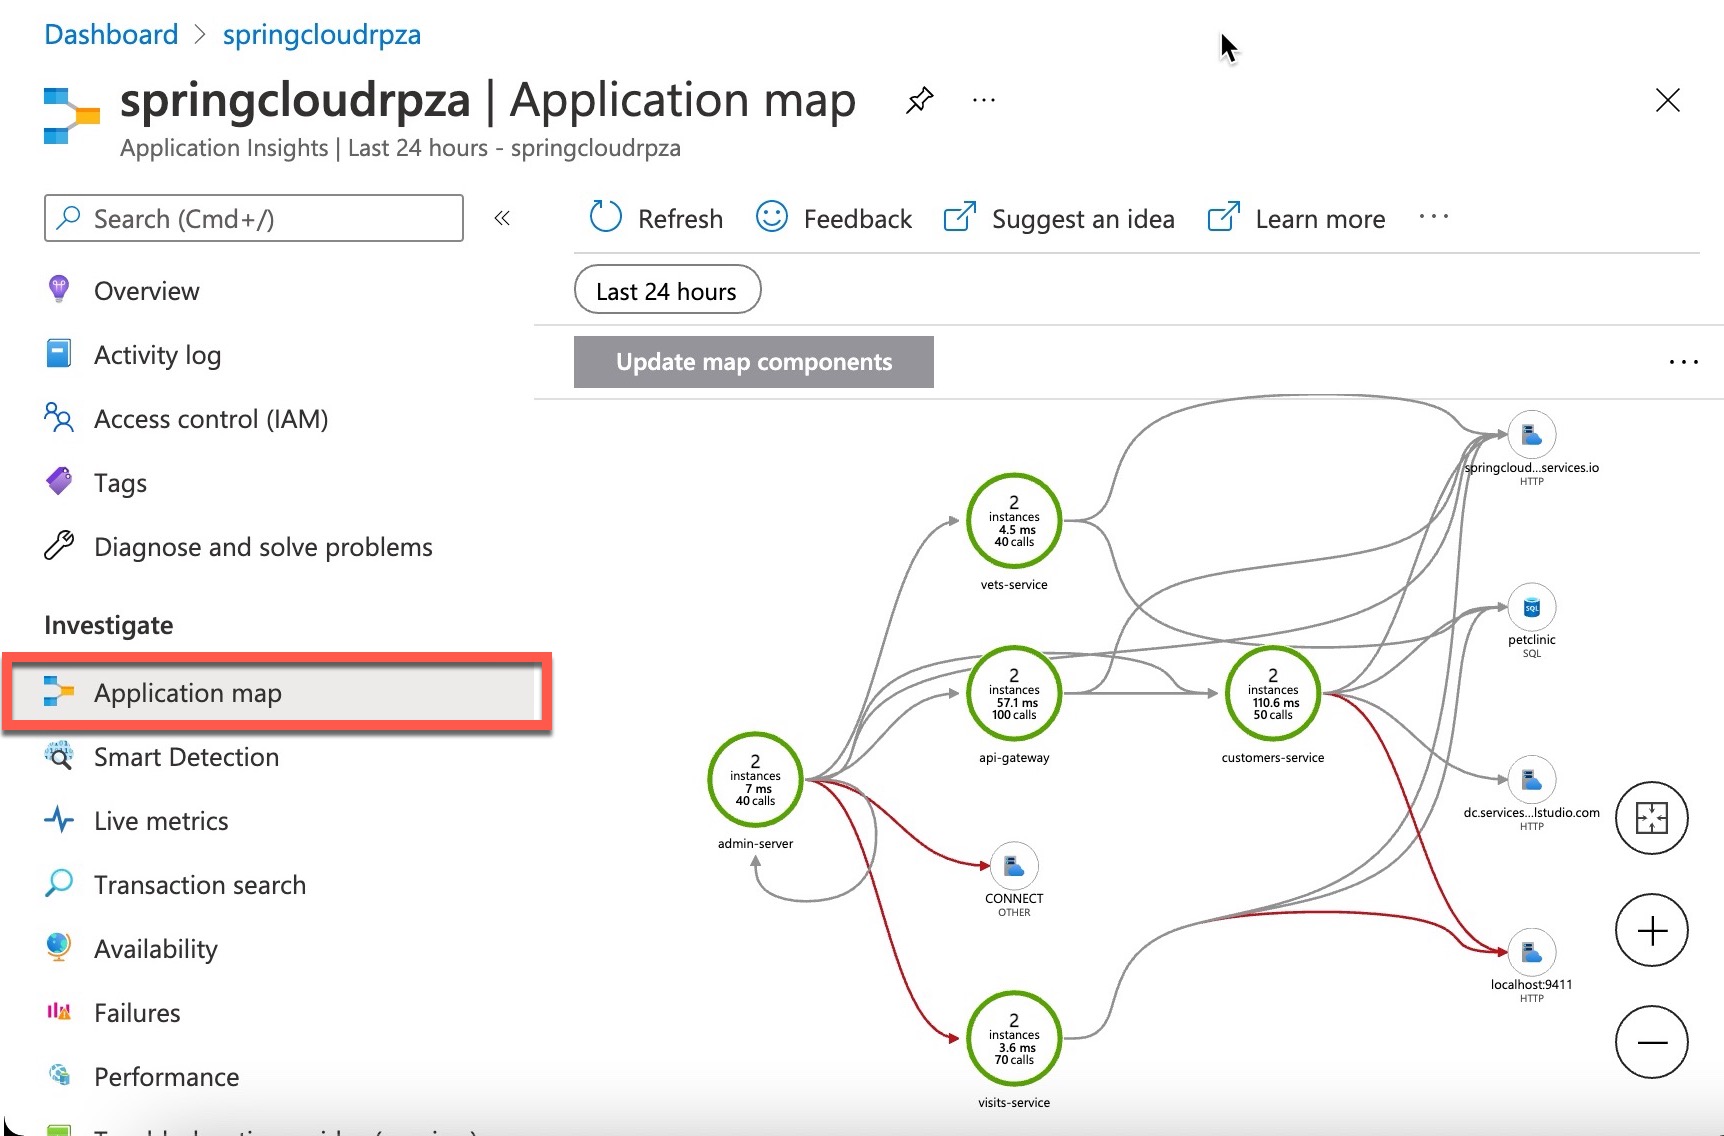 Dashboard > springcloudrpza
springcloudrpza | Application map ...
Application Insights | Last 24 hours - springcloudrpza
Search (Cmd+/)
«
Refresh
Feedback
Suggest an idea
Learn more
...
Last 24 hours
Update map components
...
Overview
Activity log
Access control (IAM)
Tags
Diagnose and solve problems
Investigate
Application map
Smart Detection
Live metrics
Transaction search
Availability
Failures
Performance
springcloud...services.io
HTTP
2
instances
4.5 ms
40 calls
vets-service
SQL
petclinic
SQL
2
instances
57.1 ms
100 calls
api-gateway
2
instances
110.6 ms
50 calls
customers-service
2
instances
7 ms
40 calls
admin-server
dc.services...lstudio.com
HTTP
CONNECT
OTHER
localhost:9411
HTTP
2
instances
3.6 ms
70 calls
visits-service